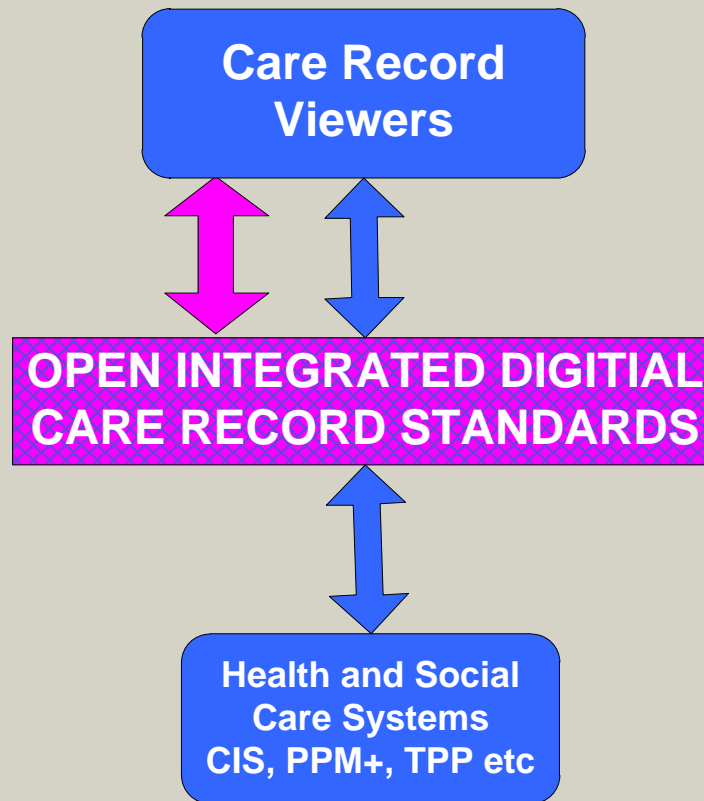 Care Record
Viewers
OPEN INTEGRATED DIGITIAL
CARE RECORD STANDARDS
Health and Social
Care Systems
CIS, PPM+, TPP etc